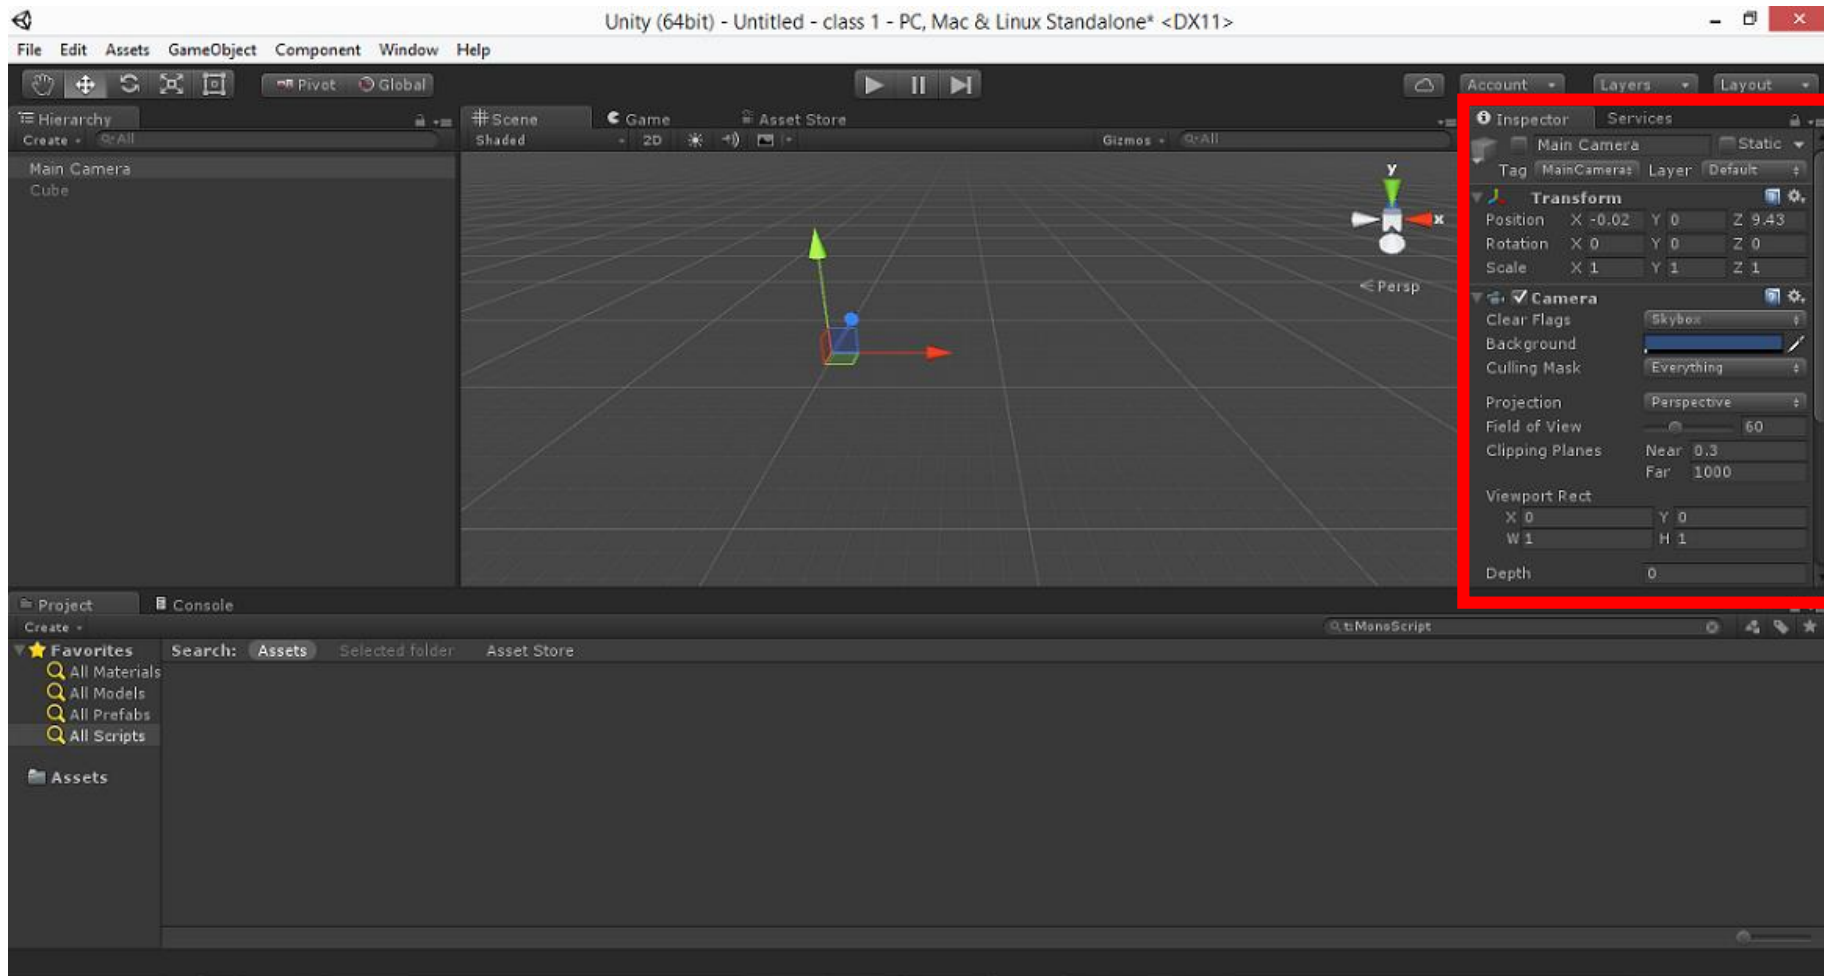 Unity (64bit) - Untitled - class 1 - PC, Mac & Linux Standalone* <DX11>
File Edit Assets GameObject Component Window Help
Pivot Global Account Layers Layout
Hierarchy
Create All
Main Camera
Cube
Scene Game Asset Store
Shaded 2D Gizmos All
y
x
Persp
Inspector Services
Main Camera Static
Tag MainCamera Layer Default
Transform
Position X -0.02 Y 0 Z 9.43
Rotation X 0 Y 0 Z 0
Scale X 1 Y 1 Z 1
Camera
Clear Flags Skybox
Background
Culling Mask Everything
Projection Perspective
Field of View 60
Clipping Planes Near 0.3
Far 1000
Viewport Rect
X 0 Y 0
W 1 H 1
Depth 0
Project Console
Create t:MonoScript
Favorites Search: Assets Selected folder Asset Store
All Materials
All Models
All Prefabs
All Scripts
Assets